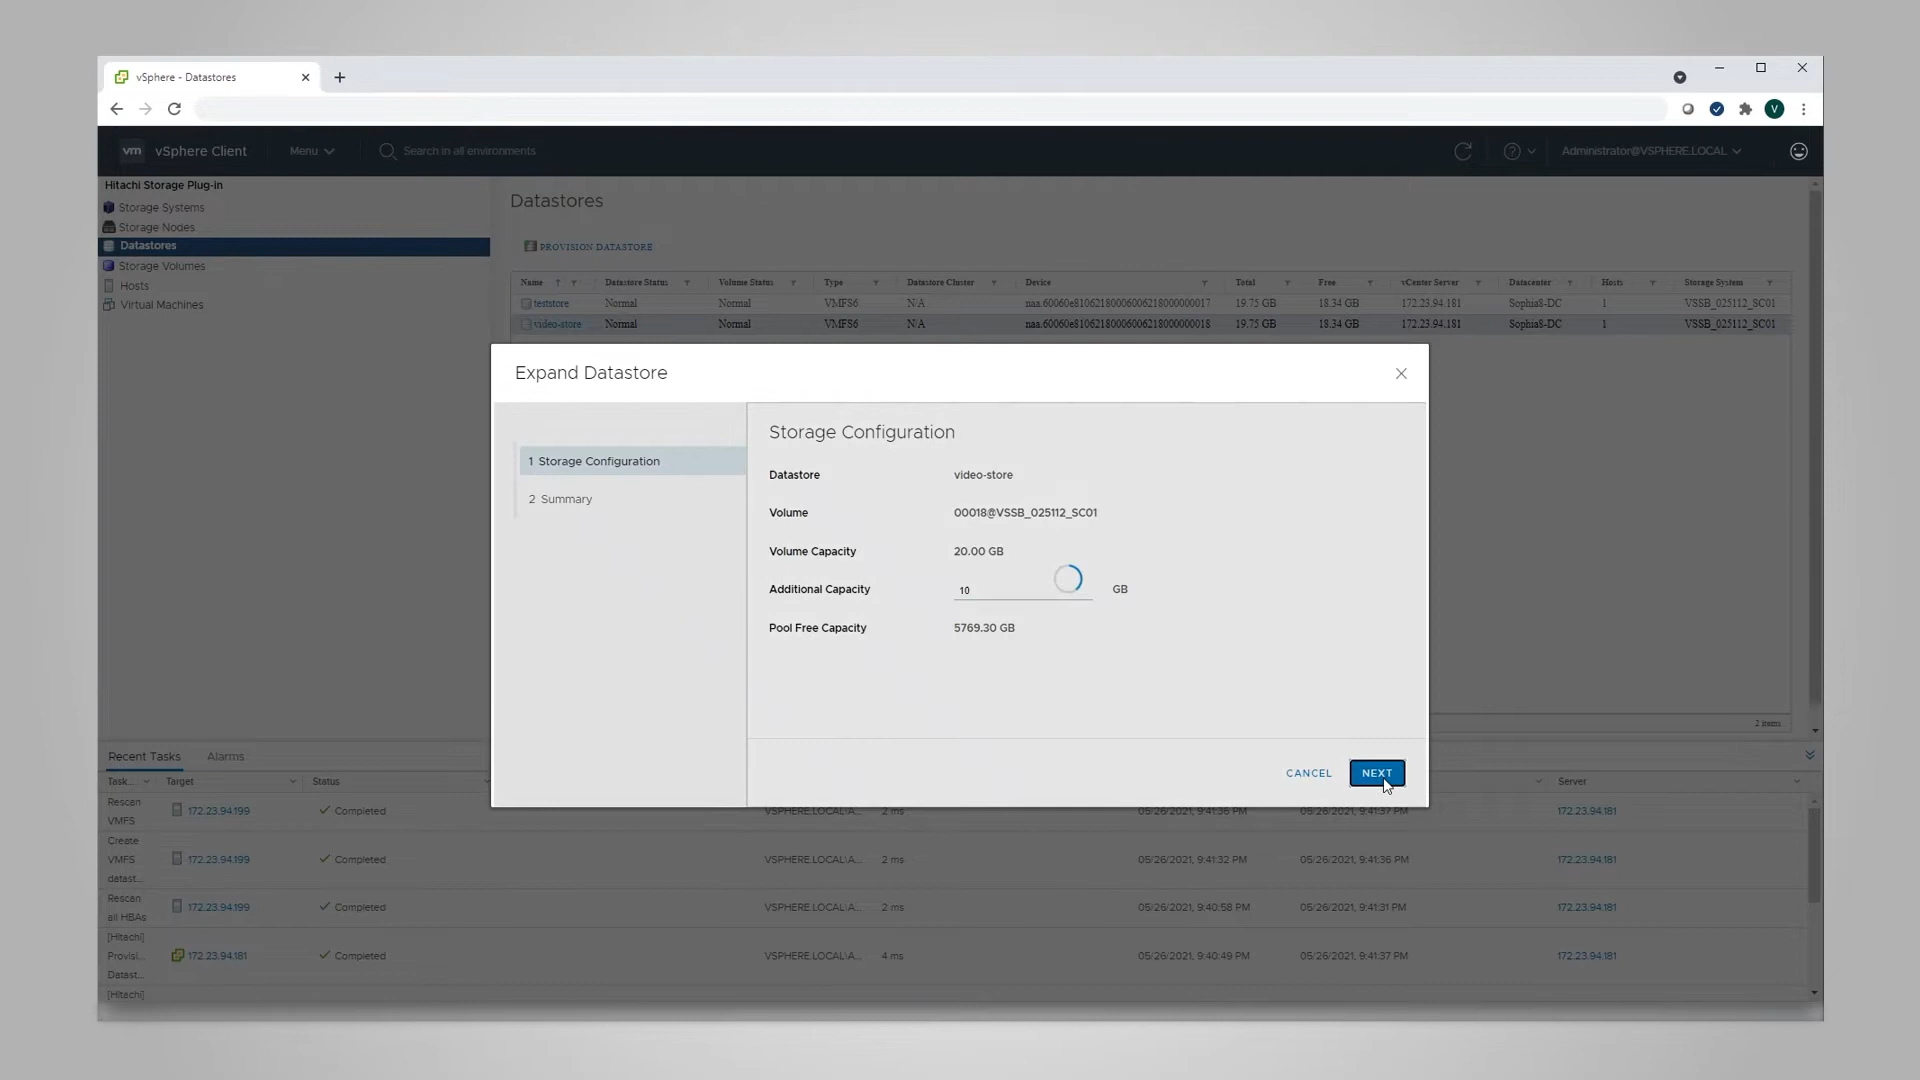 vSphere - Datastores
V
vm vSphere Client Menu Search in all environments Administrator@VSPHERE.LOCAL
Hitachi Storage Plug-in
Storage Systems
Storage Nodes
Datastores
Storage Volumes
Hosts
Virtual Machines
Datastores
PROVISION DATASTORE
Name Datastore Status Volume Status Type Datastore Cluster Device Total Free vCenter Server Datacenter Hosts Storage System
teststore Normal Normal VMFS6 N/A naa.60060e81062180006006218000000017 19.75 GB 18.34 GB 172.23.94.181 Sophia8-DC 1 VSSB_025112_SC01
video-store Normal Normal VMFS6 N/A naa.60060e81062180006006218000000018 19.75 GB 18.34 GB 172.23.94.181 Sophia8-DC 1 VSSB_025112_SC01
Expand Datastore
1 Storage Configuration
2 Summary
Storage Configuration
Datastore video-store
Volume 00018@VSSB_025112_SC01
Volume Capacity 20.00 GB
Additional Capacity 10 GB
Pool Free Capacity 5769.30 GB
CANCEL NEXT
2 items
Recent Tasks Alarms
Task... Target Status Server
Rescan
VMFS
172.23.94.199 Completed VSPHERE.LOCAL\A... 2 ms 05/26/2021, 9:41:36 PM 05/26/2021, 9:41:37 PM 172.23.94.181
Create
VMFS
datast...
172.23.94.199 Completed VSPHERE.LOCAL\A... 2 ms 05/26/2021, 9:41:32 PM 05/26/2021, 9:41:36 PM 172.23.94.181
Rescan
all HBAs
172.23.94.199 Completed VSPHERE.LOCAL\A... 2 ms 05/26/2021, 9:40:58 PM 05/26/2021, 9:41:31 PM 172.23.94.181
[Hitachi]
Provisi...
Datast...
172.23.94.181 Completed VSPHERE.LOCAL\A... 4 ms 05/26/2021, 9:40:49 PM 05/26/2021, 9:41:37 PM 172.23.94.181
[Hitachi]